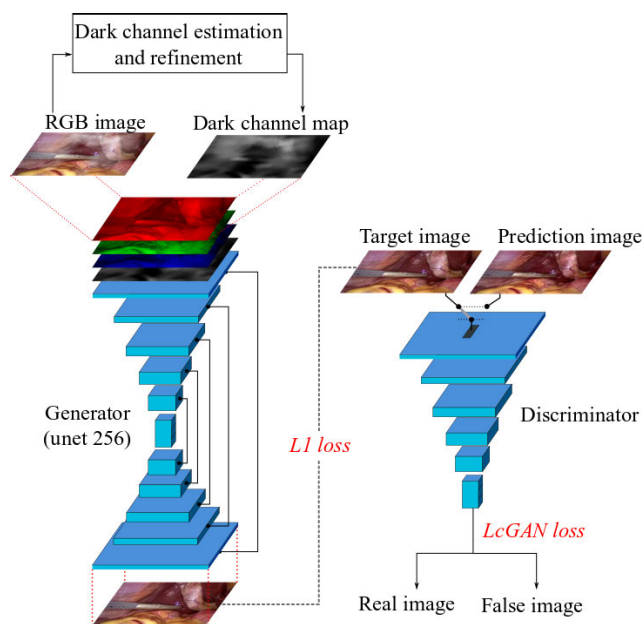 Dark channel estimation
and refinement
RGB image
Dark channel map
Target image
Prediction image
Generator
(unet 256)
L1 loss
Discriminator
LcGAN loss
Real image
False image